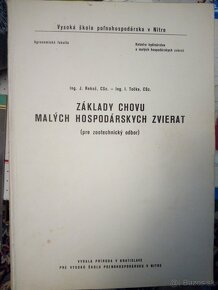 Vysoká škola poľnohospodárska v Nitre
Agronomická fakulta
Katedra hydinárstva
a malých hospodárskych zvierat
Ing. J. Rakúš, CSc. — Ing. I. Točka, CSc.
ZÁKLADY CHOVU
MALÝCH HOSPODÁRSKYCH ZVIERAT
(pre zootechnický odbor)
VYDALA PRÍRODA V BRATISLAVE
PRE VYSOKÚ ŠKOLU POĽNOHOSPODÁRSKU V NITRE